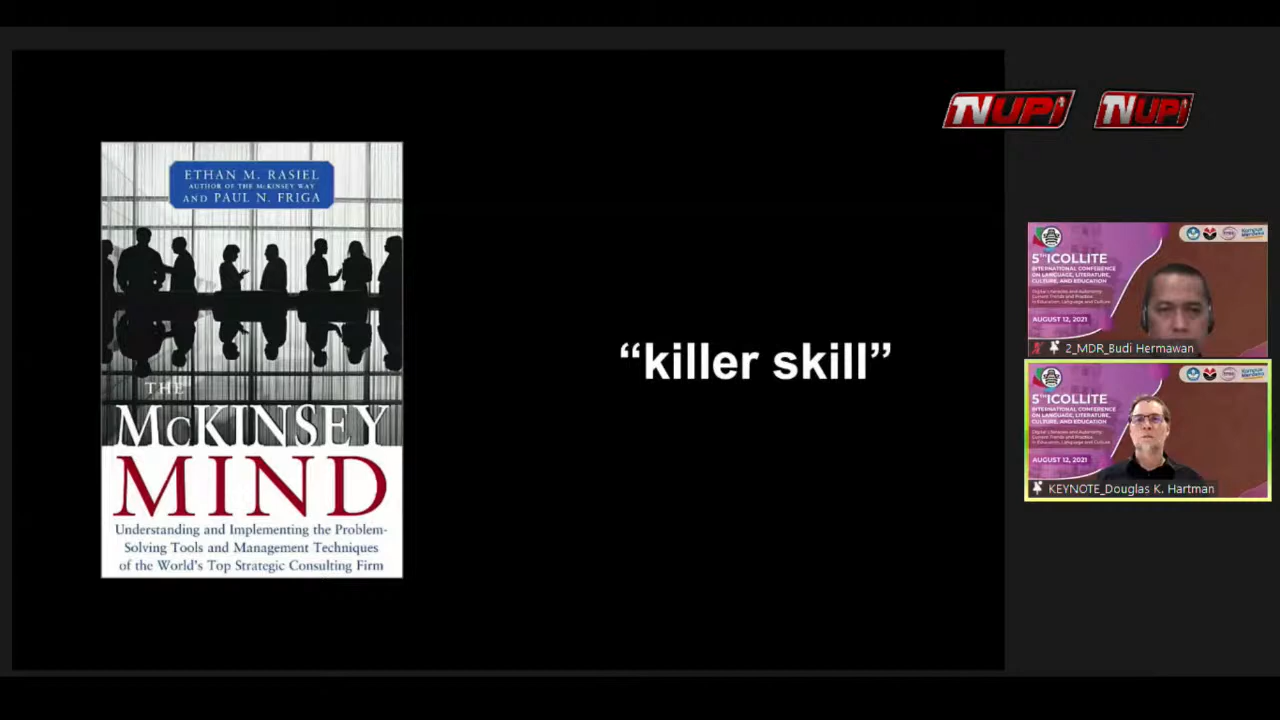 TVUPI TVUPI
ETHAN M. RASIEL
AUTHOR OF THE MCKINSEY WAY
AND PAUL N. FRIGA
THE
MCKINSEY
MIND
Understanding and Implementing the Problem-
Solving Tools and Management Techniques
of the World's Top Strategic Consulting Firm
“killer skill”
5TH ICOLLITE
INTERNATIONAL CONFERENCE
ON LANGUAGE, LITERATURE,
CULTURE, AND EDUCATION
AUGUST 12, 2021
2_MDR_Budi Hermawan
5TH ICOLLITE
INTERNATIONAL CONFERENCE
ON LANGUAGE, LITERATURE,
CULTURE, AND EDUCATION
AUGUST 12, 2021
KEYNOTE_Douglas K. Hartman